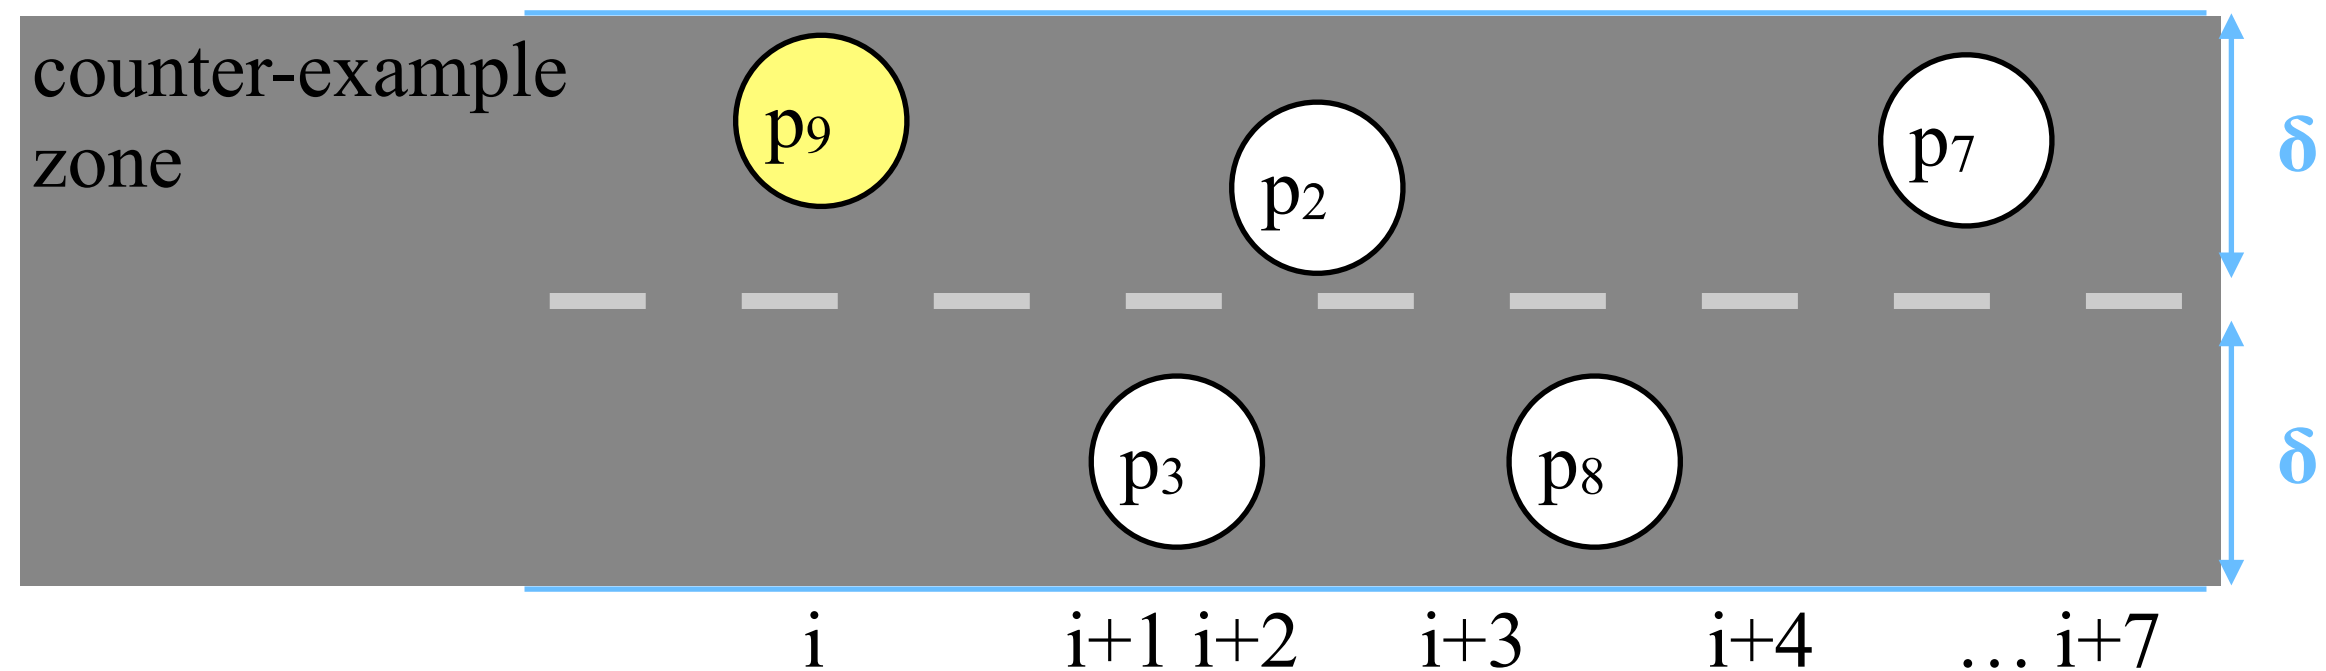 counter-example
zone
p9
p2
p7
δ
p3
p8
δ
i i+1 i+2 i+3 i+4 … i+7